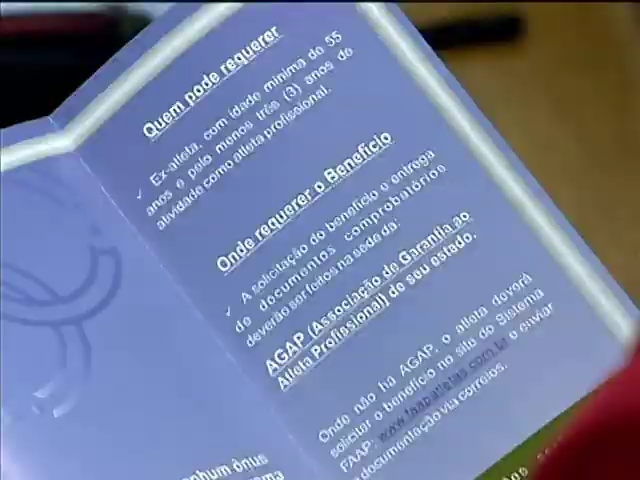 Quem pode requerer
✓ Ex-atleta, com idade mínima de 55
anos e pelo menos três (3) anos de
atividade como atleta profissional.
Onde requerer o Benefício
✓ A solicitação do benefício e entrega
de documentos comprobatórios
deverão ser feitos na sede da:
AGAP (Associação de Garantia ao
Atleta Profissional) de seu estado.
Onde não ha AGAP, o atleta deverá
solicitar o benefício no site do Sistema
FAAP: www.faapatletas.com.br e enviar
a documentação via correios.
nhum ônus